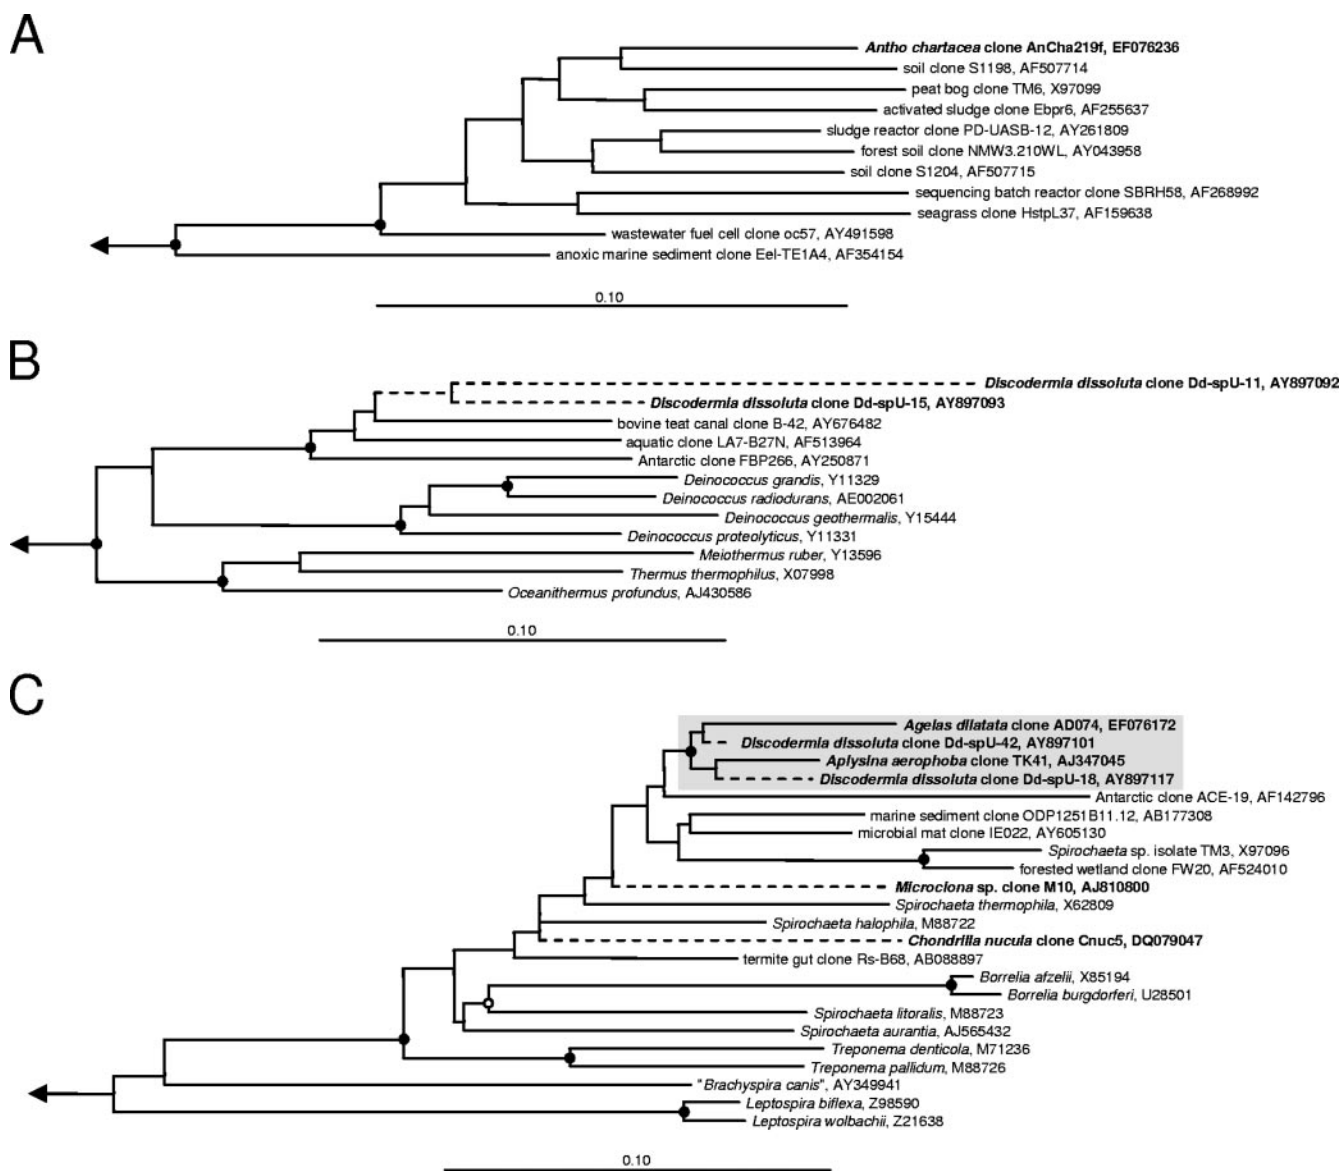 A
Antho chartacea clone AnCha219f, EF076236
soil clone S1198, AF507714
peat bog clone TM6, X97099
activated sludge clone Ebpr6, AF255637
sludge reactor clone PD-UASB-12, AY261809
forest soil clone NMW3.210WL, AY043958
soil clone S1204, AF507715
sequencing batch reactor clone SBRH58, AF268992
seagrass clone HstpL37, AF159638
wastewater fuel cell clone oc57, AY491598
anoxic marine sediment clone Eel-TE1A4, AF354154
0.10
B
Discodermia dissoluta clone Dd-spU-11, AY897092
Discodermia dissoluta clone Dd-spU-15, AY897093
bovine teat canal clone B-42, AY676482
aquatic clone LA7-B27N, AF513964
Antarctic clone FBP266, AY250871
Deinococcus grandis, Y11329
Deinococcus radiodurans, AE002061
Deinococcus geothermalis, Y15444
Deinococcus proteolyticus, Y11331
Meiothermus ruber, Y13596
Thermus thermophilus, X07998
Oceanithermus profundus, AJ430586
0.10
C
Agelas dilatata clone AD074, EF076172
Discodermia dissoluta clone Dd-spU-42, AY897101
Aplysina aerophoba clone TK41, AJ347045
Discodermia dissoluta clone Dd-spU-18, AY897117
Antarctic clone ACE-19, AF142796
marine sediment clone ODP1251B11.12, AB177308
microbial mat clone IE022, AY605130
Spirochaeta sp. isolate TM3, X97096
forested wetland clone FW20, AF524010
Microciona sp. clone M10, AJ810800
Spirochaeta thermophila, X62809
Spirochaeta halophila, M88722
Chondrilla nucula clone Cnuc5, DQ079047
termite gut clone Rs-B68, AB088897
Borrelia afzelii, X85194
Borrelia burgdorferi, U28501
Spirochaeta litoralis, M88723
Spirochaeta aurantia, AJ565432
Treponema denticola, M71236
Treponema pallidum, M88726
"Brachyspira canis", AY349941
Leptospira biflexa, Z98590
Leptospira wolbachii, Z21638
0.10